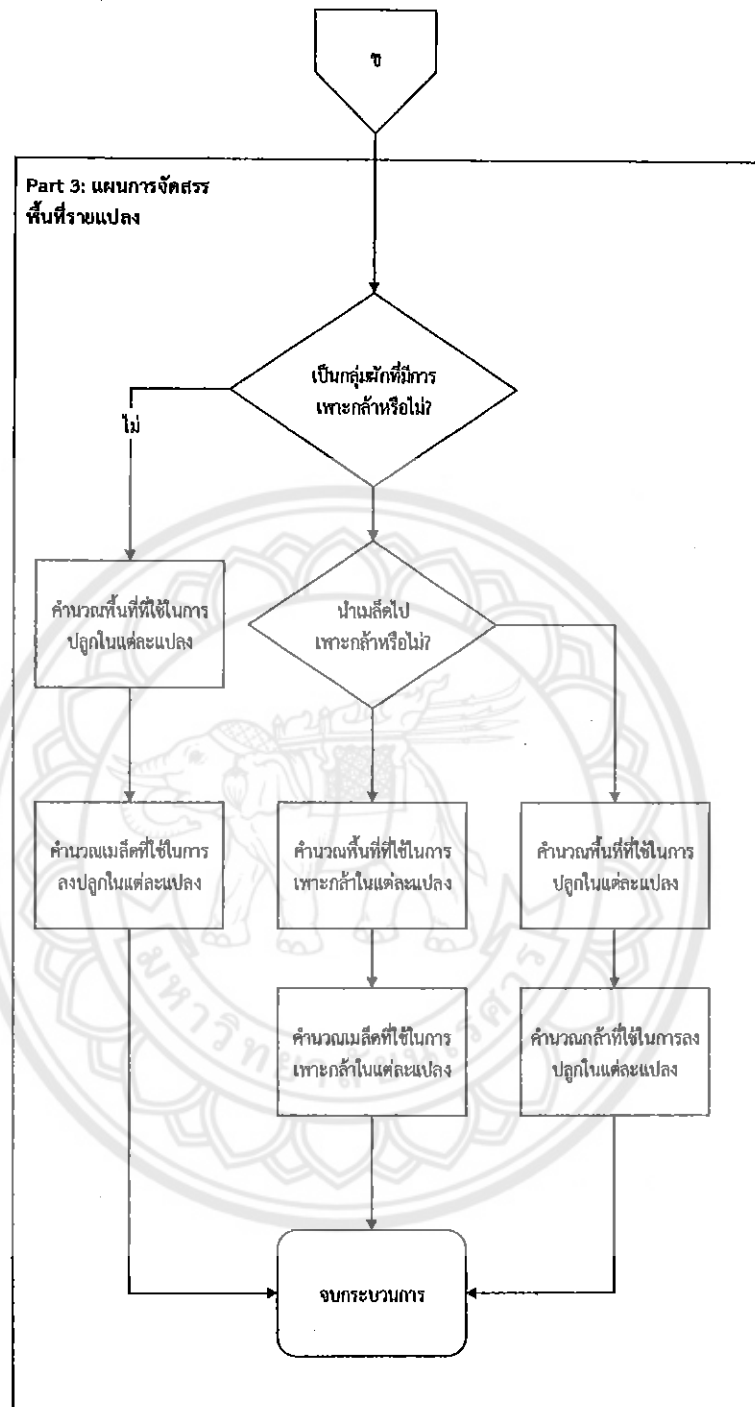 ข
Part 3: แผนการจัดสรร
พื้นที่รายแปลง
เป็นกลุ่มผักที่มีการ
เพาะกล้าหรือไม่?
ไม่
คำนวณพื้นที่ที่ใช้ในการ
ปลูกในแต่ละแปลง
นำเมล็ดไป
เพาะกล้าหรือไม่?
คำนวณเมล็ดที่ใช้ในการ
ลงปลูกในแต่ละแปลง
คำนวณพื้นที่ที่ใช้ในการ
เพาะกล้าในแต่ละแปลง
คำนวณพื้นที่ที่ใช้ในการ
ปลูกในแต่ละแปลง
คำนวณเมล็ดที่ใช้ในการ
เพาะกล้าในแต่ละแปลง
คำนวณกล้าที่ใช้ในการลง
ปลูกในแต่ละแปลง
จบกระบวนการ